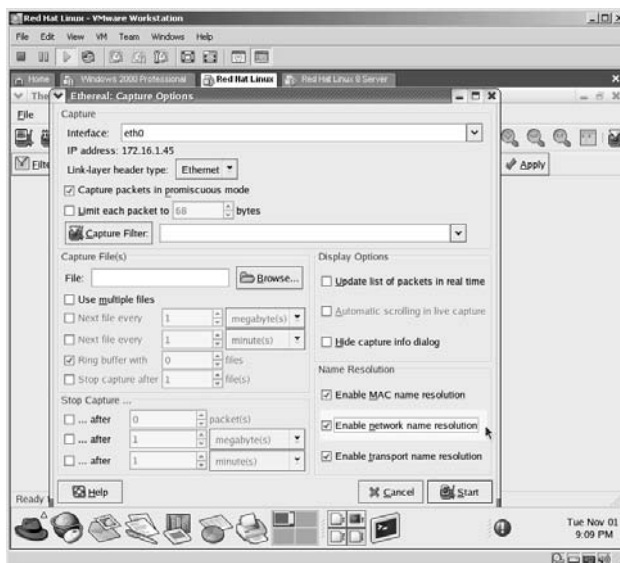 Red Hat Linux - VMware Workstation
File Edit View VM Team Windows Help
Home Windows 2000 Professional Red Hat Linux Red Hat Linux 8 Server
The
Ethereal: Capture Options
File
Capture
Interface: eth0
IP address: 172.16.1.45
Link-layer header type: Ethernet
Filte
Apply
Capture packets in promiscuous mode
Limit each packet to 68 bytes
Capture Filter:
Capture File(s)
File: Browse...
Use multiple files
Next file every 1 megabyte(s)
Next file every 1 minute(s)
Ring buffer with 0 files
Stop capture after 1 file(s)
Stop Capture ...
... after 0 packet(s)
... after 1 megabyte(s)
... after 1 minute(s)
Display Options
Update list of packets in real time
Automatic scrolling in live capture
Hide capture info dialog
Name Resolution
Enable MAC name resolution
Enable network name resolution
Enable transport name resolution
Help Cancel Start
Ready
Tue Nov 01
9:09 PM